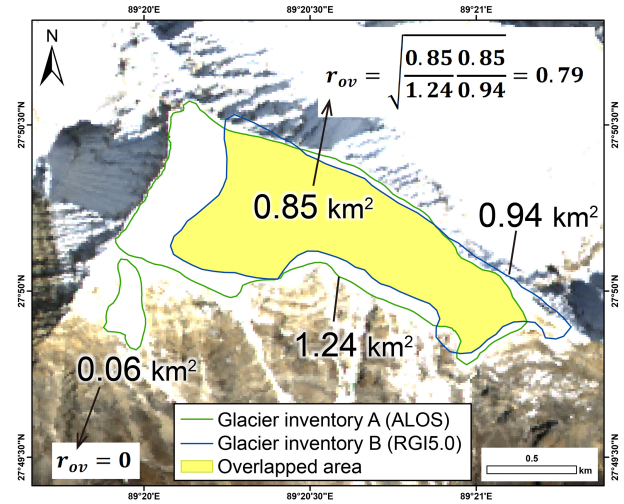 89°20'E 89°20'30"E 89°21'E
N
r_ov = √(0.85/1.24 0.85/0.94) = 0.79
27°50'30"N 27°50'30"N
0.85 km²
0.94 km²
27°50'N 27°50'N
1.24 km²
0.06 km²
r_ov = 0
Glacier inventory A (ALOS)
Glacier inventory B (RGI5.0)
Overlapped area
0.5
km
27°49'30"N 27°49'30"N
89°20'E 89°20'30"E 89°21'E